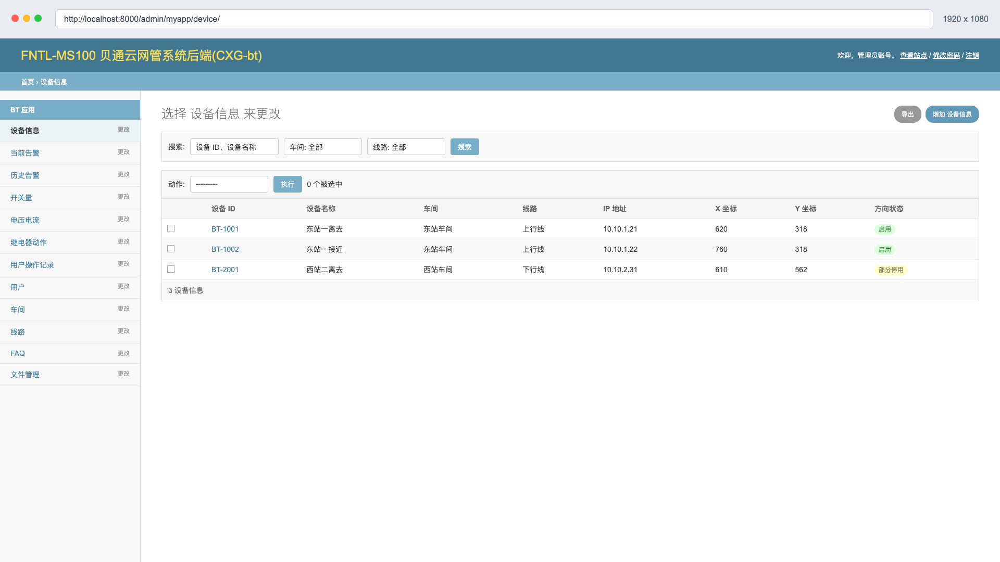 http://localhost:8000/admin/myapp/device/
1920 x 1080
FNTL-MS100 贝通云网管系统后端(CXG-bt)
欢迎，管理员账号。 查看站点 / 修改密码 / 注销
首页 › 设备信息
BT 应用
设备信息 更改
当前告警 更改
历史告警 更改
开关量 更改
电压电流 更改
继电器动作 更改
用户操作记录 更改
用户 更改
车间 更改
线路 更改
FAQ 更改
文件管理 更改
选择 设备信息 来更改
导出 增加 设备信息
搜索: 设备 ID、设备名称 车间: 全部 线路: 全部 搜索
动作: --------- 执行 0 个被选中
设备 ID 设备名称 车间 线路 IP 地址 X 坐标 Y 坐标 方向状态
BT-1001 东站一离去 东站车间 上行线 10.10.1.21 620 318 启用
BT-1002 东站一接近 东站车间 上行线 10.10.1.22 760 318 启用
BT-2001 西站二离去 西站车间 下行线 10.10.2.31 610 562 部分停用
3 设备信息